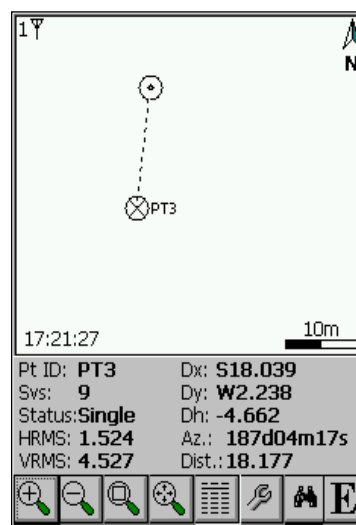 1
N
PT3
17:21:27
10m
Pt ID: PT3 Dx: S18.039
Svs: 9 Dy: W2.238
Status:Single Dh: -4.662
HRMS: 1.524 Az.: 187d04m17s
VRMS: 4.527 Dist.: 18.177
E